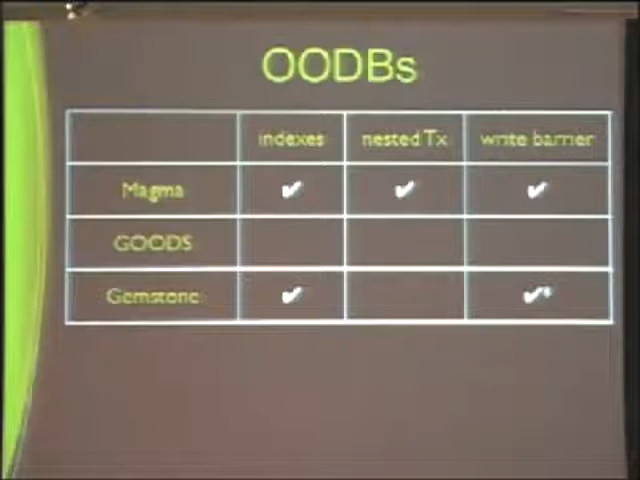 OODBs
indexes nested Tx write barrier
Magma ✔ ✔ ✔
GOODS
Gemstone ✔ ✔*